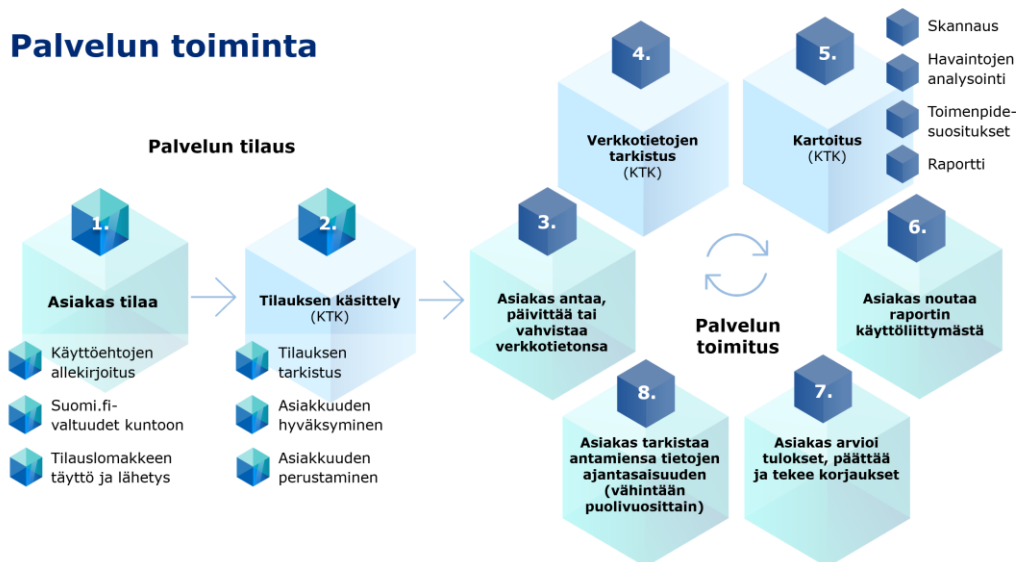 Palvelun toiminta
Palvelun tilaus
1.
Asiakas tilaa
Käyttöehtojen
allekirjoitus
Suomi.fi-
valtuudet kuntoon
Tilauslomakkeen
täyttö ja lähetys
2.
Tilauksen käsittely
(KTK)
Tilauksen
tarkistus
Asiakkuuden
hyväksyminen
Asiakkuuden
perustaminen
3.
Asiakas antaa,
päivittää tai
vahvistaa
verkkotietonsa
4.
Verkkotietojen
tarkistus
(KTK)
5.
Kartoitus
(KTK)
Skannaus
Havaintojen
analysointi
Toimenpide-
suositukset
Raportti
6.
Asiakas noutaa
raportin
käyttöliittymästä
Palvelun
toimitus
7.
Asiakas arvioi
tulokset, päättää
ja tekee korjaukset
8.
Asiakas tarkistaa
antamiensa tietojen
ajantasaisuuden
(vähintään
puolivuosittain)